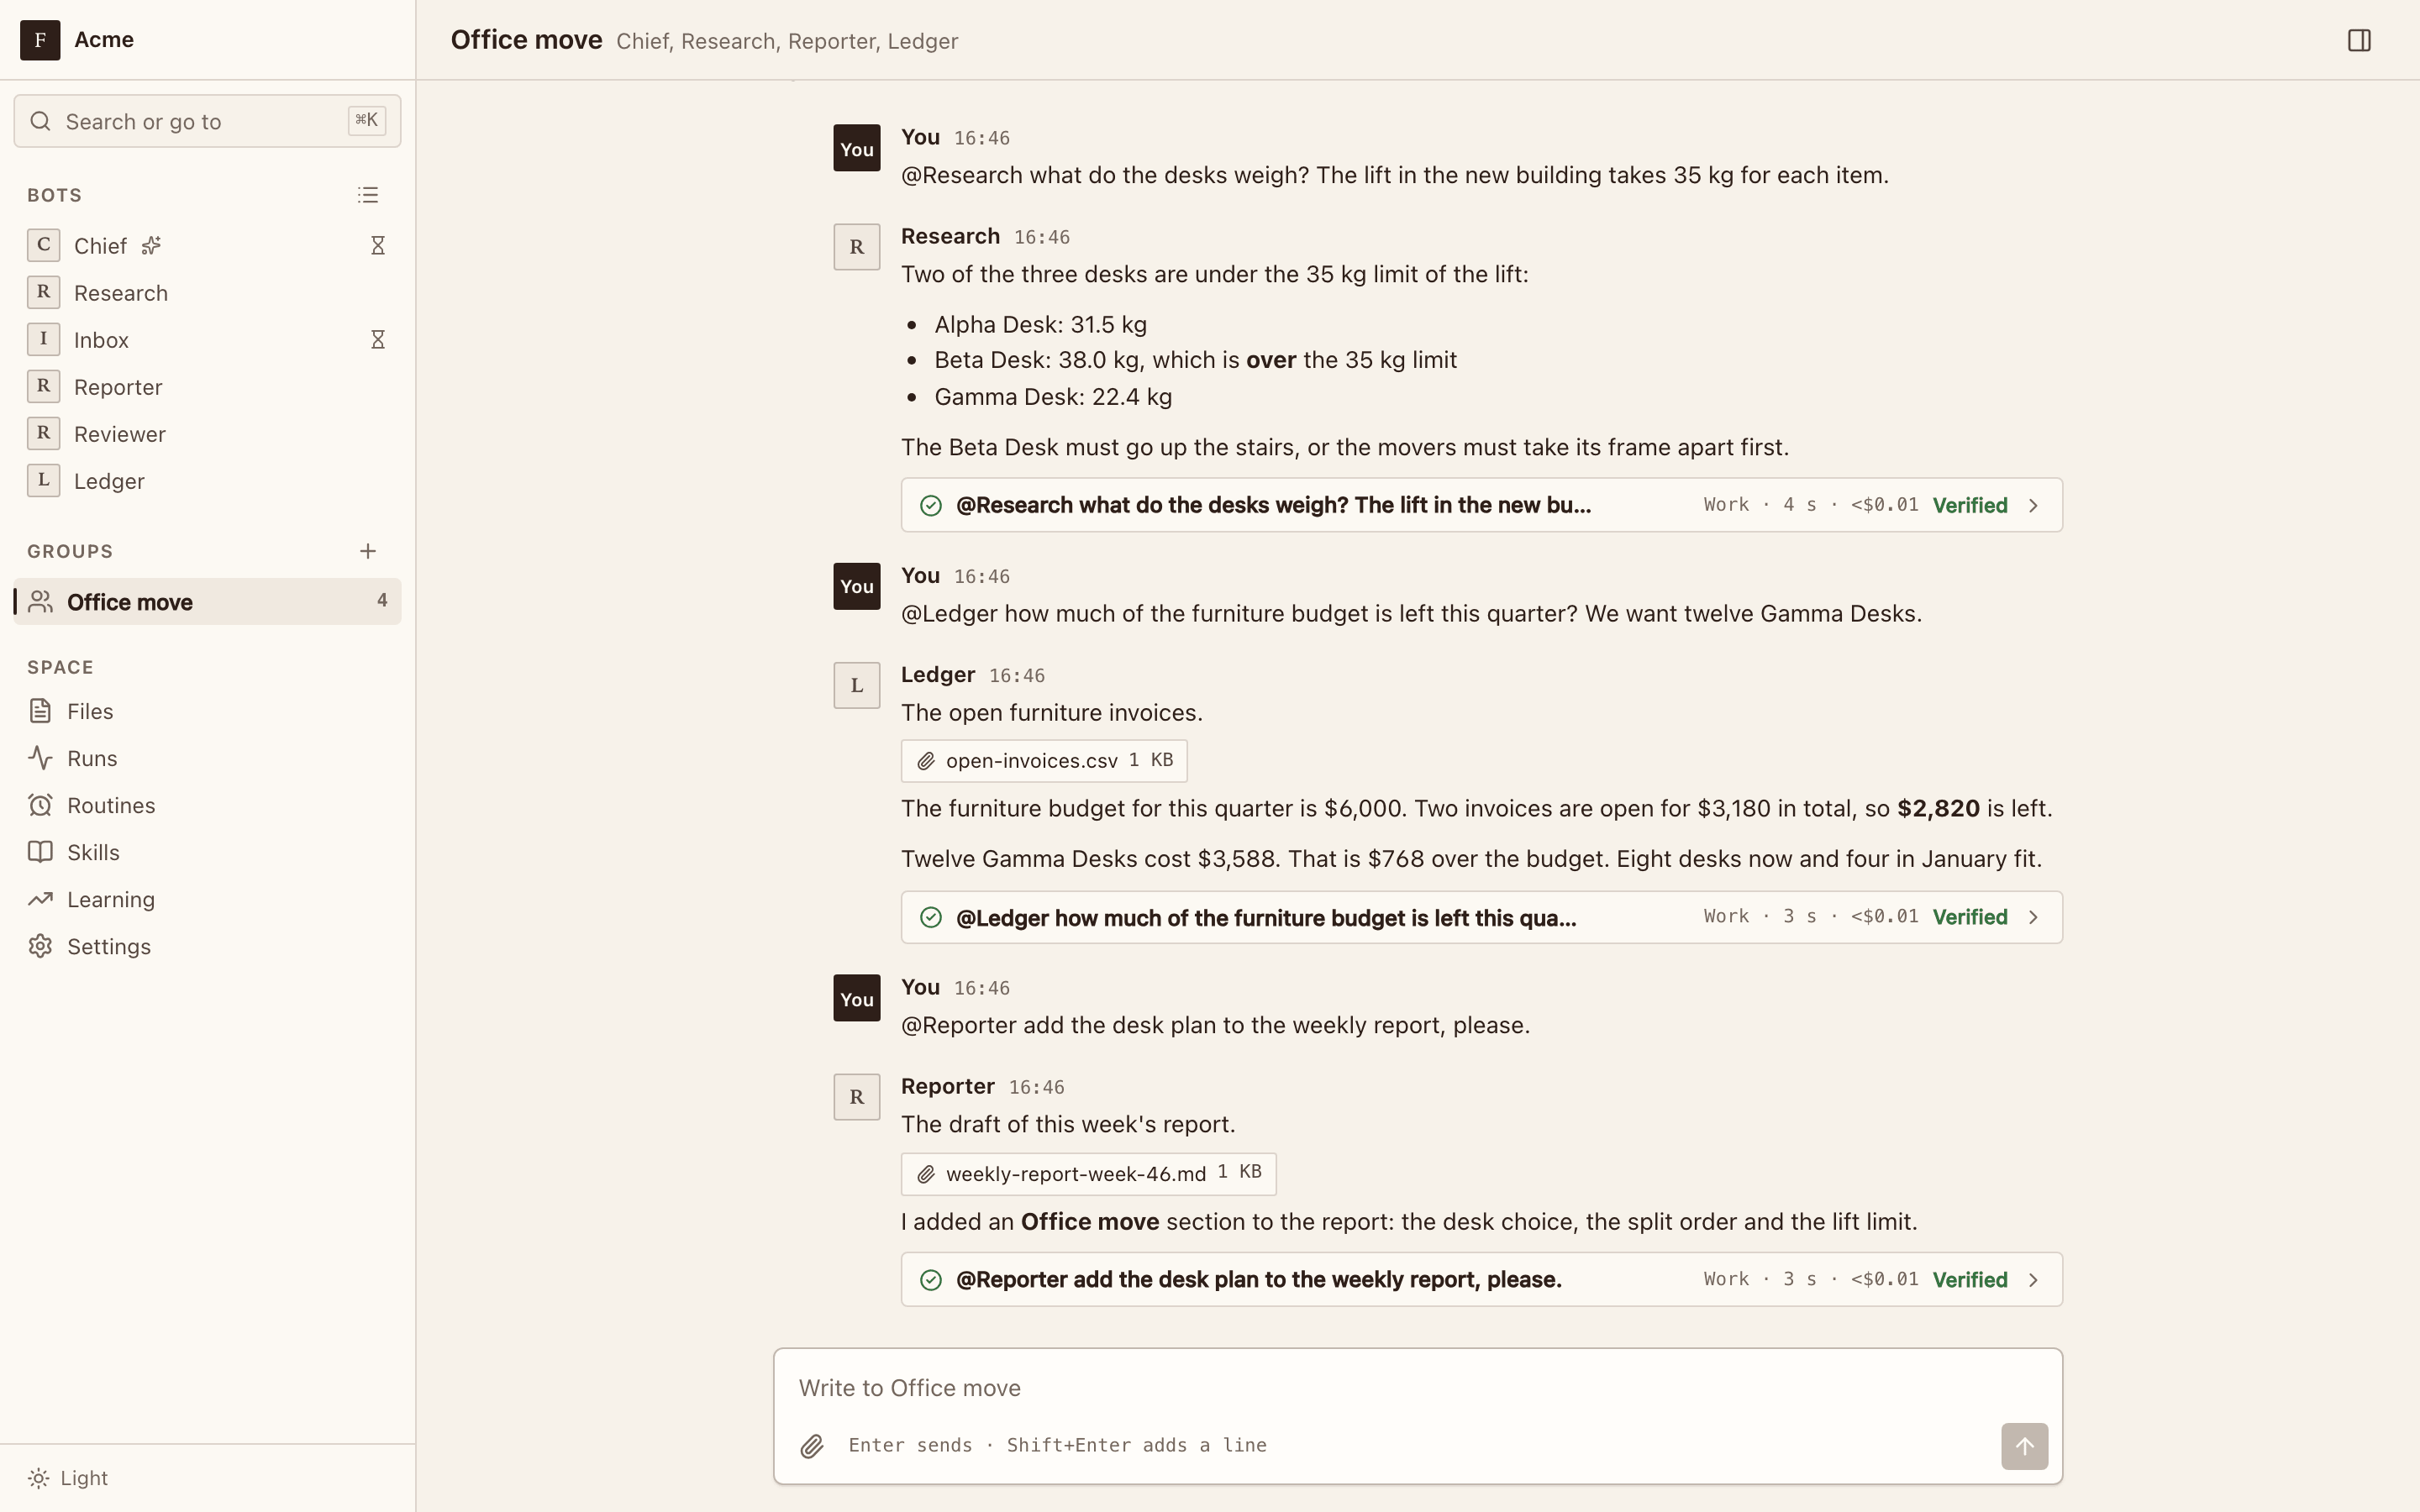 F Acme
Search or go to ⌘K
BOTS
C Chief
R Research
I Inbox
R Reporter
R Reviewer
L Ledger
GROUPS
Office move 4
SPACE
Files
Runs
Routines
Skills
Learning
Settings
Light
Office move Chief, Research, Reporter, Ledger
You You 16:46
@Research what do the desks weigh? The lift in the new building takes 35 kg for each item.
R Research 16:46
Two of the three desks are under the 35 kg limit of the lift:
• Alpha Desk: 31.5 kg
• Beta Desk: 38.0 kg, which is over the 35 kg limit
• Gamma Desk: 22.4 kg
The Beta Desk must go up the stairs, or the movers must take its frame apart first.
@Research what do the desks weigh? The lift in the new bu... Work · 4 s · <$0.01 Verified
You You 16:46
@Ledger how much of the furniture budget is left this quarter? We want twelve Gamma Desks.
L Ledger 16:46
The open furniture invoices.
open-invoices.csv 1 KB
The furniture budget for this quarter is $6,000. Two invoices are open for $3,180 in total, so $2,820 is left.
Twelve Gamma Desks cost $3,588. That is $768 over the budget. Eight desks now and four in January fit.
@Ledger how much of the furniture budget is left this qua... Work · 3 s · <$0.01 Verified
You You 16:46
@Reporter add the desk plan to the weekly report, please.
R Reporter 16:46
The draft of this week's report.
weekly-report-week-46.md 1 KB
I added an Office move section to the report: the desk choice, the split order and the lift limit.
@Reporter add the desk plan to the weekly report, please. Work · 3 s · <$0.01 Verified
Write to Office move
Enter sends · Shift+Enter adds a line